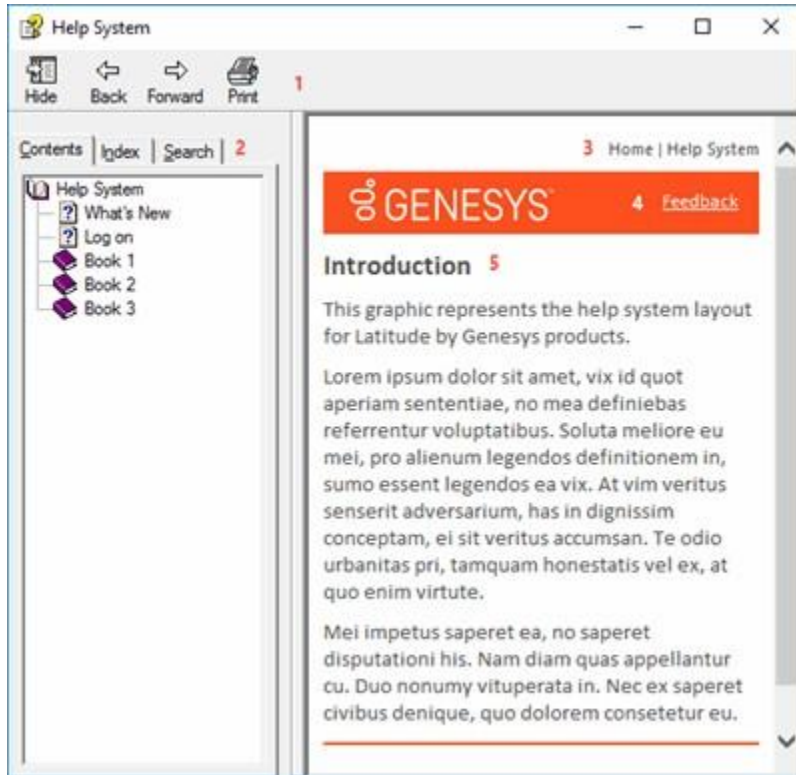 Help System
Hide Back Forward Print 1
Contents Index Search 2
Help System
What's New
Log on
Book 1
Book 2
Book 3
3 Home | Help System
GENESYS 4 Feedback
Introduction 5
This graphic represents the help system layout
for Latitude by Genesys products.
Lorem ipsum dolor sit amet, vix id quot
aperiam sententiae, no mea definiebas
referrentur voluptatibus. Soluta meliore eu
mei, pro alienum legendos definitionem in,
sumo essent legendos ea vix. At vim veritus
senserit adversarium, has in dignissim
conceptam, ei sit veritus accumsan. Te odio
urbanitas pri, tamquam honestatis vel ex, at
quo enim virtute.
Mei impetus saperet ea, no saperet
disputationi his. Nam diam quas appellantur
cu. Duo nonumy vituperata in. Nec ex saperet
civibus denique, quo dolorem consetetur eu.